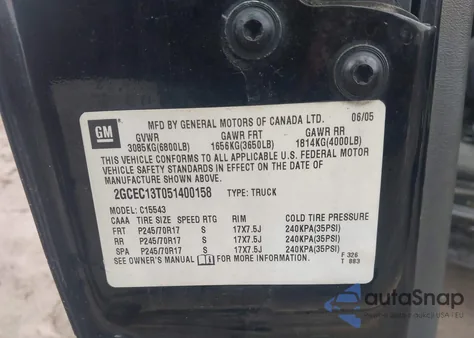 GM
MFD BY GENERAL MOTORS OF CANADA LTD. 06/05
GVWR GAWR FRT GAWR RR
3085KG(6800LB) 1656KG(3650LB) 1814KG(4000LB)
THIS VEHICLE CONFORMS TO ALL APPLICABLE U.S. FEDERAL MOTOR
VEHICLE SAFETY STANDARDS IN EFFECT ON THE DATE OF
MANUFACTURE SHOWN ABOVE.
2GCEC13T051400158 TYPE: TRUCK
MODEL: C15543
CAAA TIRE SIZE SPEED RTG RIM COLD TIRE PRESSURE
FRT P245/70R17 S 17X7.5J 240KPA(35PSI)
RR P245/70R17 S 17X7.5J 240KPA(35PSI)
SPA P245/70R17 S 17X7.5J 240KPA(35PSI)
SEE OWNER'S MANUAL FOR MORE INFORMATION. F 326
T 863
autoSnap